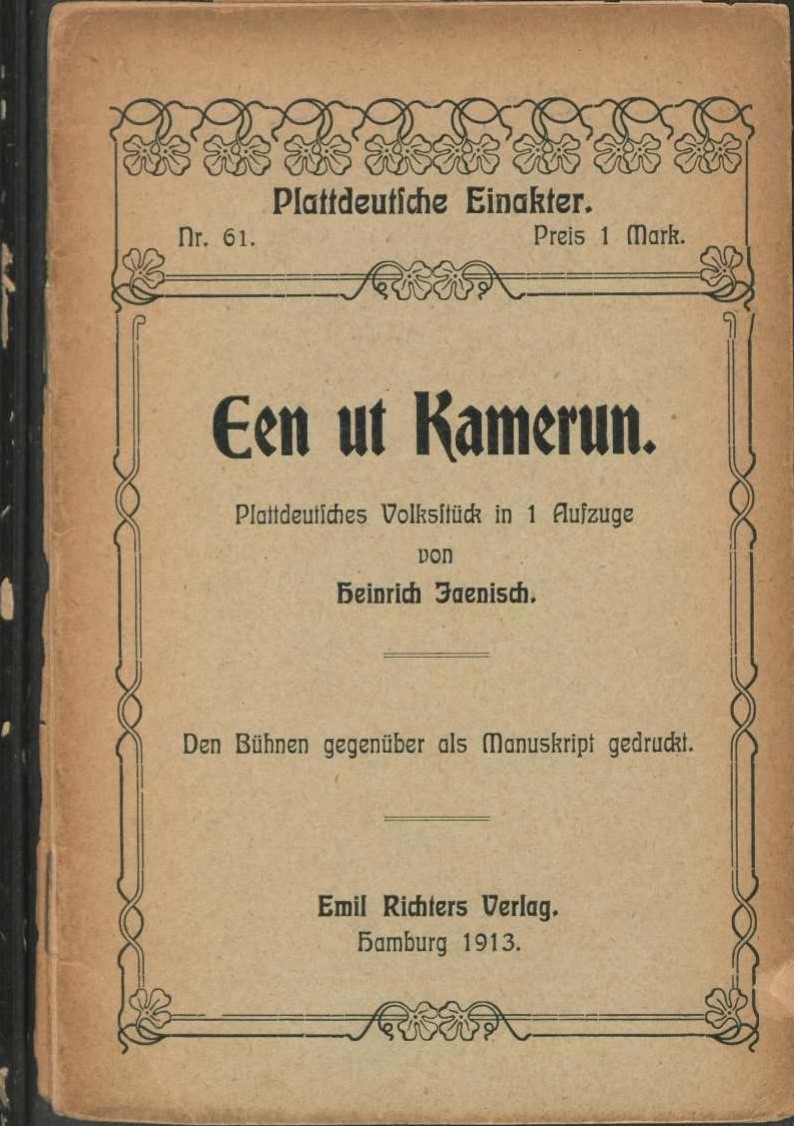 Plattdeutſche Einakter.
Nr. 61. Preis 1 Mark.
Een ut Kamerun.
Plattdeutſches Volksſtück in 1 Aufzuge
von
Heinrich Jaenisch.
Den Bühnen gegenüber als Manuskript gedruckt.
Emil Richters Verlag.
Hamburg 1913.